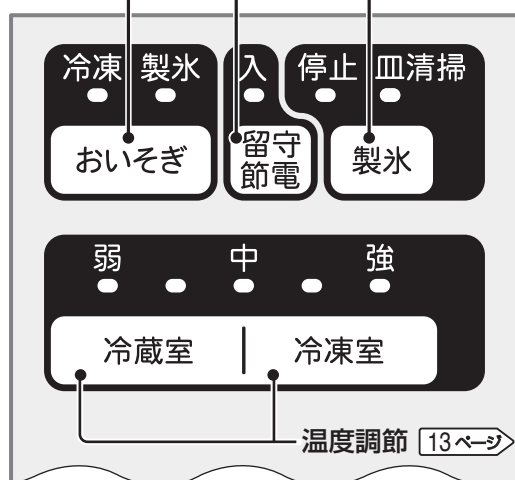 冷凍 製氷 入 停止 皿清掃
おいそぎ 留守節電 製氷
弱 中 強
冷蔵室 冷凍室
温度調節 13ページ